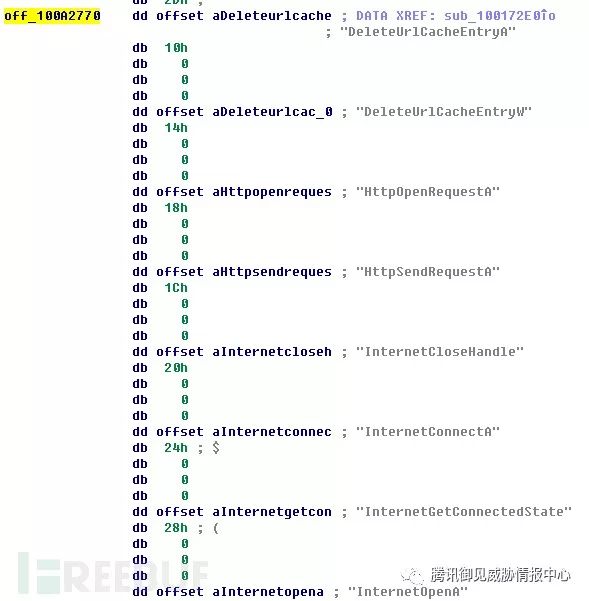 db 2Dh ;
off_100A2770 dd offset aDeleteurlcache ; DATA XREF: sub_100172E0↑o
; "DeleteUrlCacheEntryA"
db 10h
db 0
db 0
db 0
dd offset aDeleteurlcac_0 ; "DeleteUrlCacheEntryW"
db 14h
db 0
db 0
db 0
dd offset aHttpopenreques ; "HttpOpenRequestA"
db 18h
db 0
db 0
db 0
dd offset aHttpsendreques ; "HttpSendRequestA"
db 1Ch
db 0
db 0
db 0
dd offset aInternetcloseh ; "InternetCloseHandle"
db 20h
db 0
db 0
db 0
dd offset aInternetconnec ; "InternetConnectA"
db 24h ; $
db 0
db 0
db 0
dd offset aInternetgetcon ; "InternetGetConnectedState"
db 28h ; (
db 0
db 0
db 0
dd offset aInternetopena ; "InternetOpenA"
FREEBUF
腾讯御见威胁情报中心